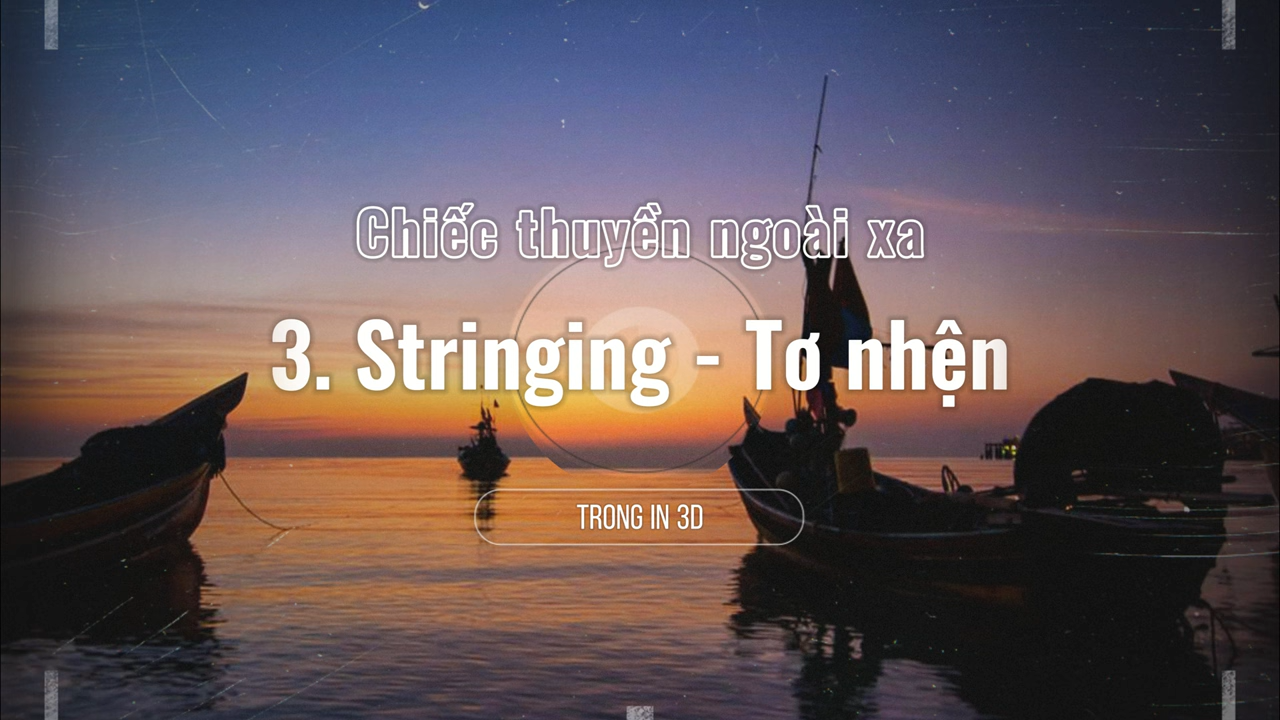 Chiếc thuyền ngoài xa
3. Stringing - Tơ nhện
TRONG IN 3D